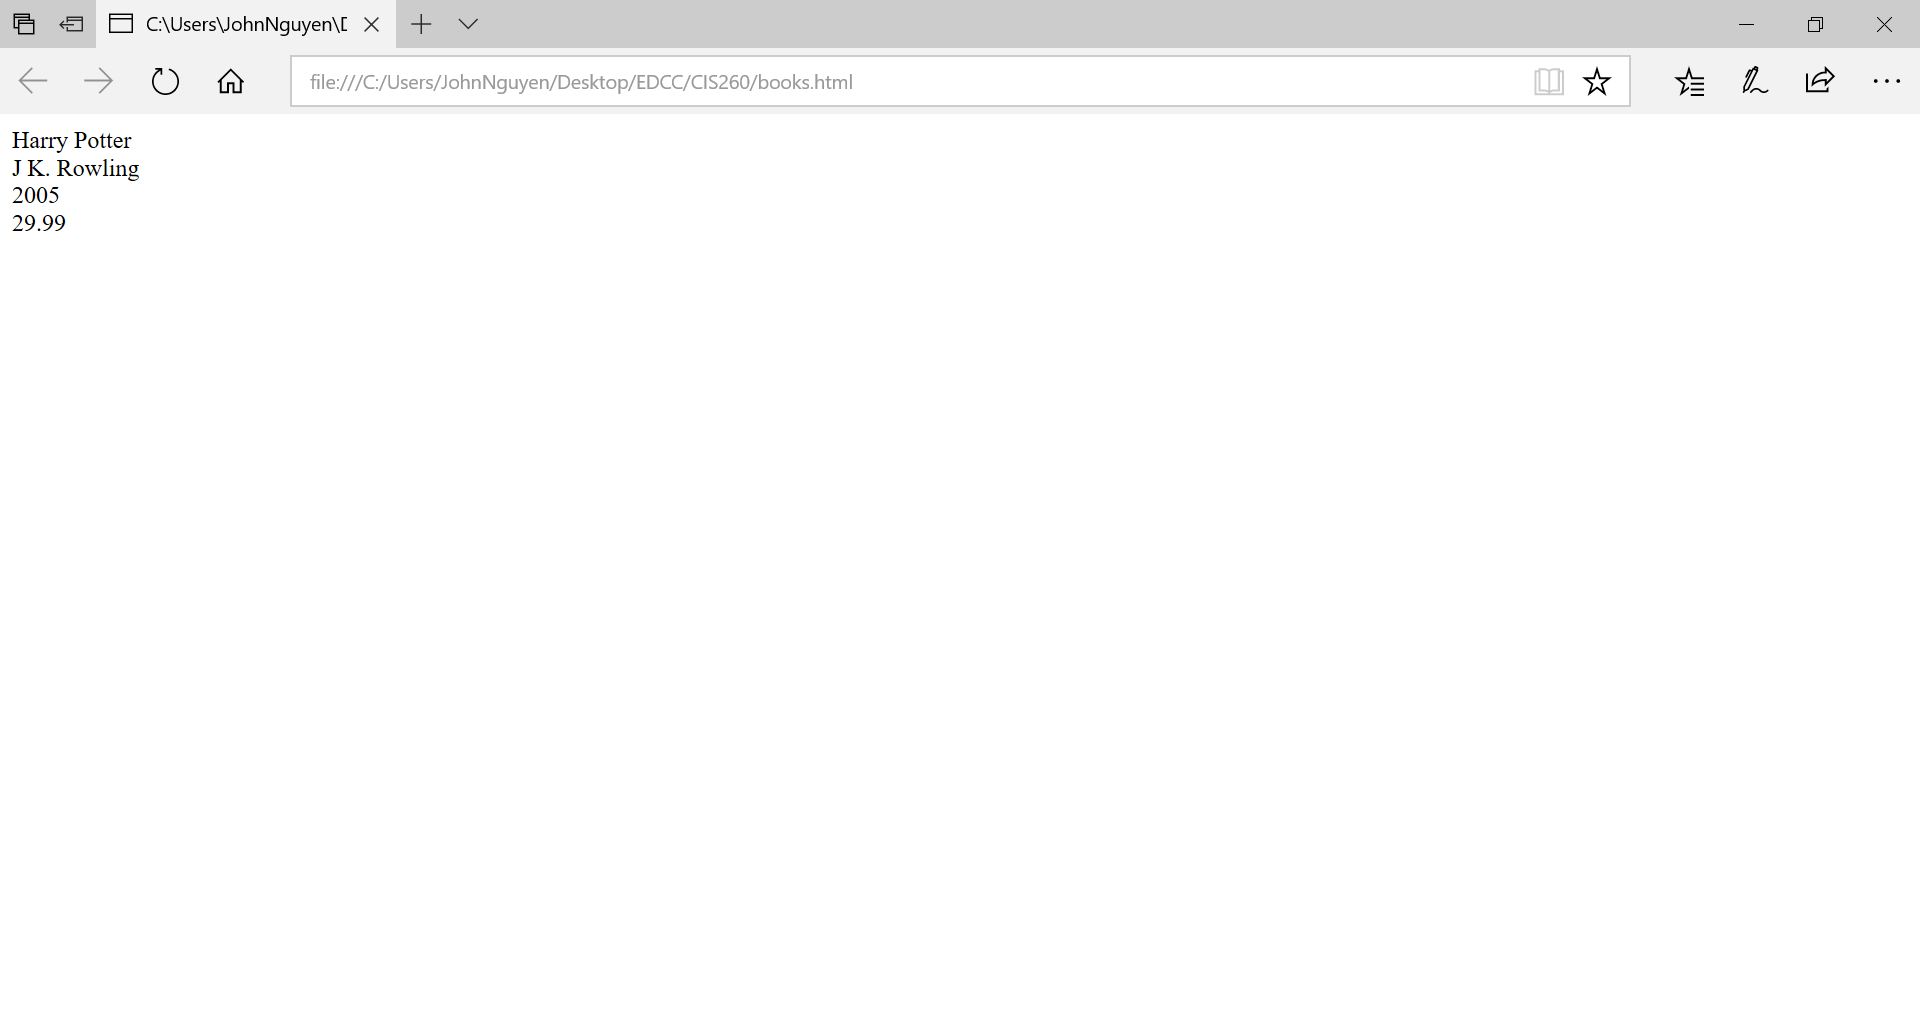 C:\Users\JohnNguyen\D
file:///C:/Users/JohnNguyen/Desktop/EDCC/CIS260/books.html
Harry Potter
J K. Rowling
2005
29.99